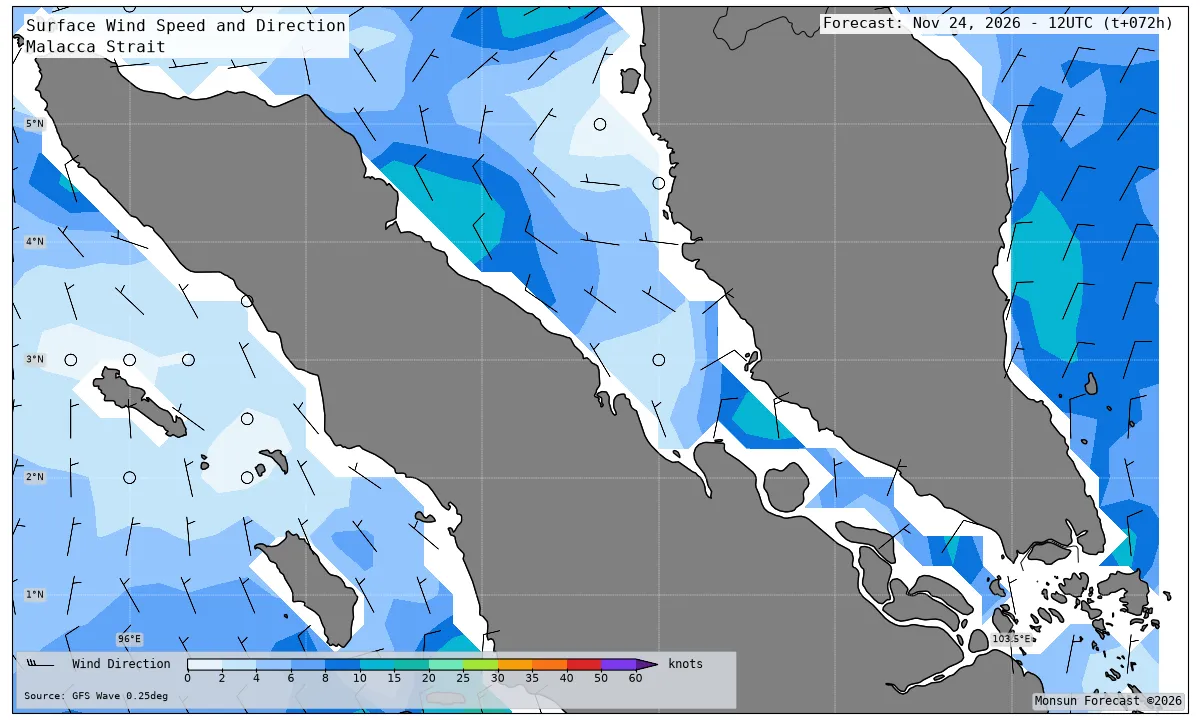 Surface Wind Speed and Direction
Malacca Strait
Forecast: Nov 24, 2026 - 12UTC (t+072h)
5°N
4°N
3°N
2°N
1°N
96°E
103.5°E
Wind Direction
knots
0 2 4 6 8 10 15 20 25 30 35 40 50 60
Source: GFS Wave 0.25deg
Monsun Forecast ©2026